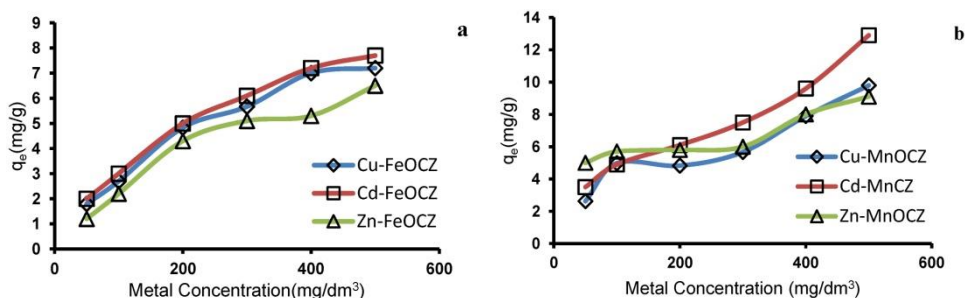 a
9
8
7
6
5
4
3
2
1
0
qe(mg/g)
Cu-FeOCZ
Cd-FeOCZ
Zn-FeOCZ
0 200 400 600
Metal Concentration(mg/dm³)
b
14
12
10
8
6
4
2
0
qe(mg/g)
Cu-MnOCZ
Cd-MnCZ
Zn-MnOCZ
0 200 400 600
Metal Concentration (mg/dm³)